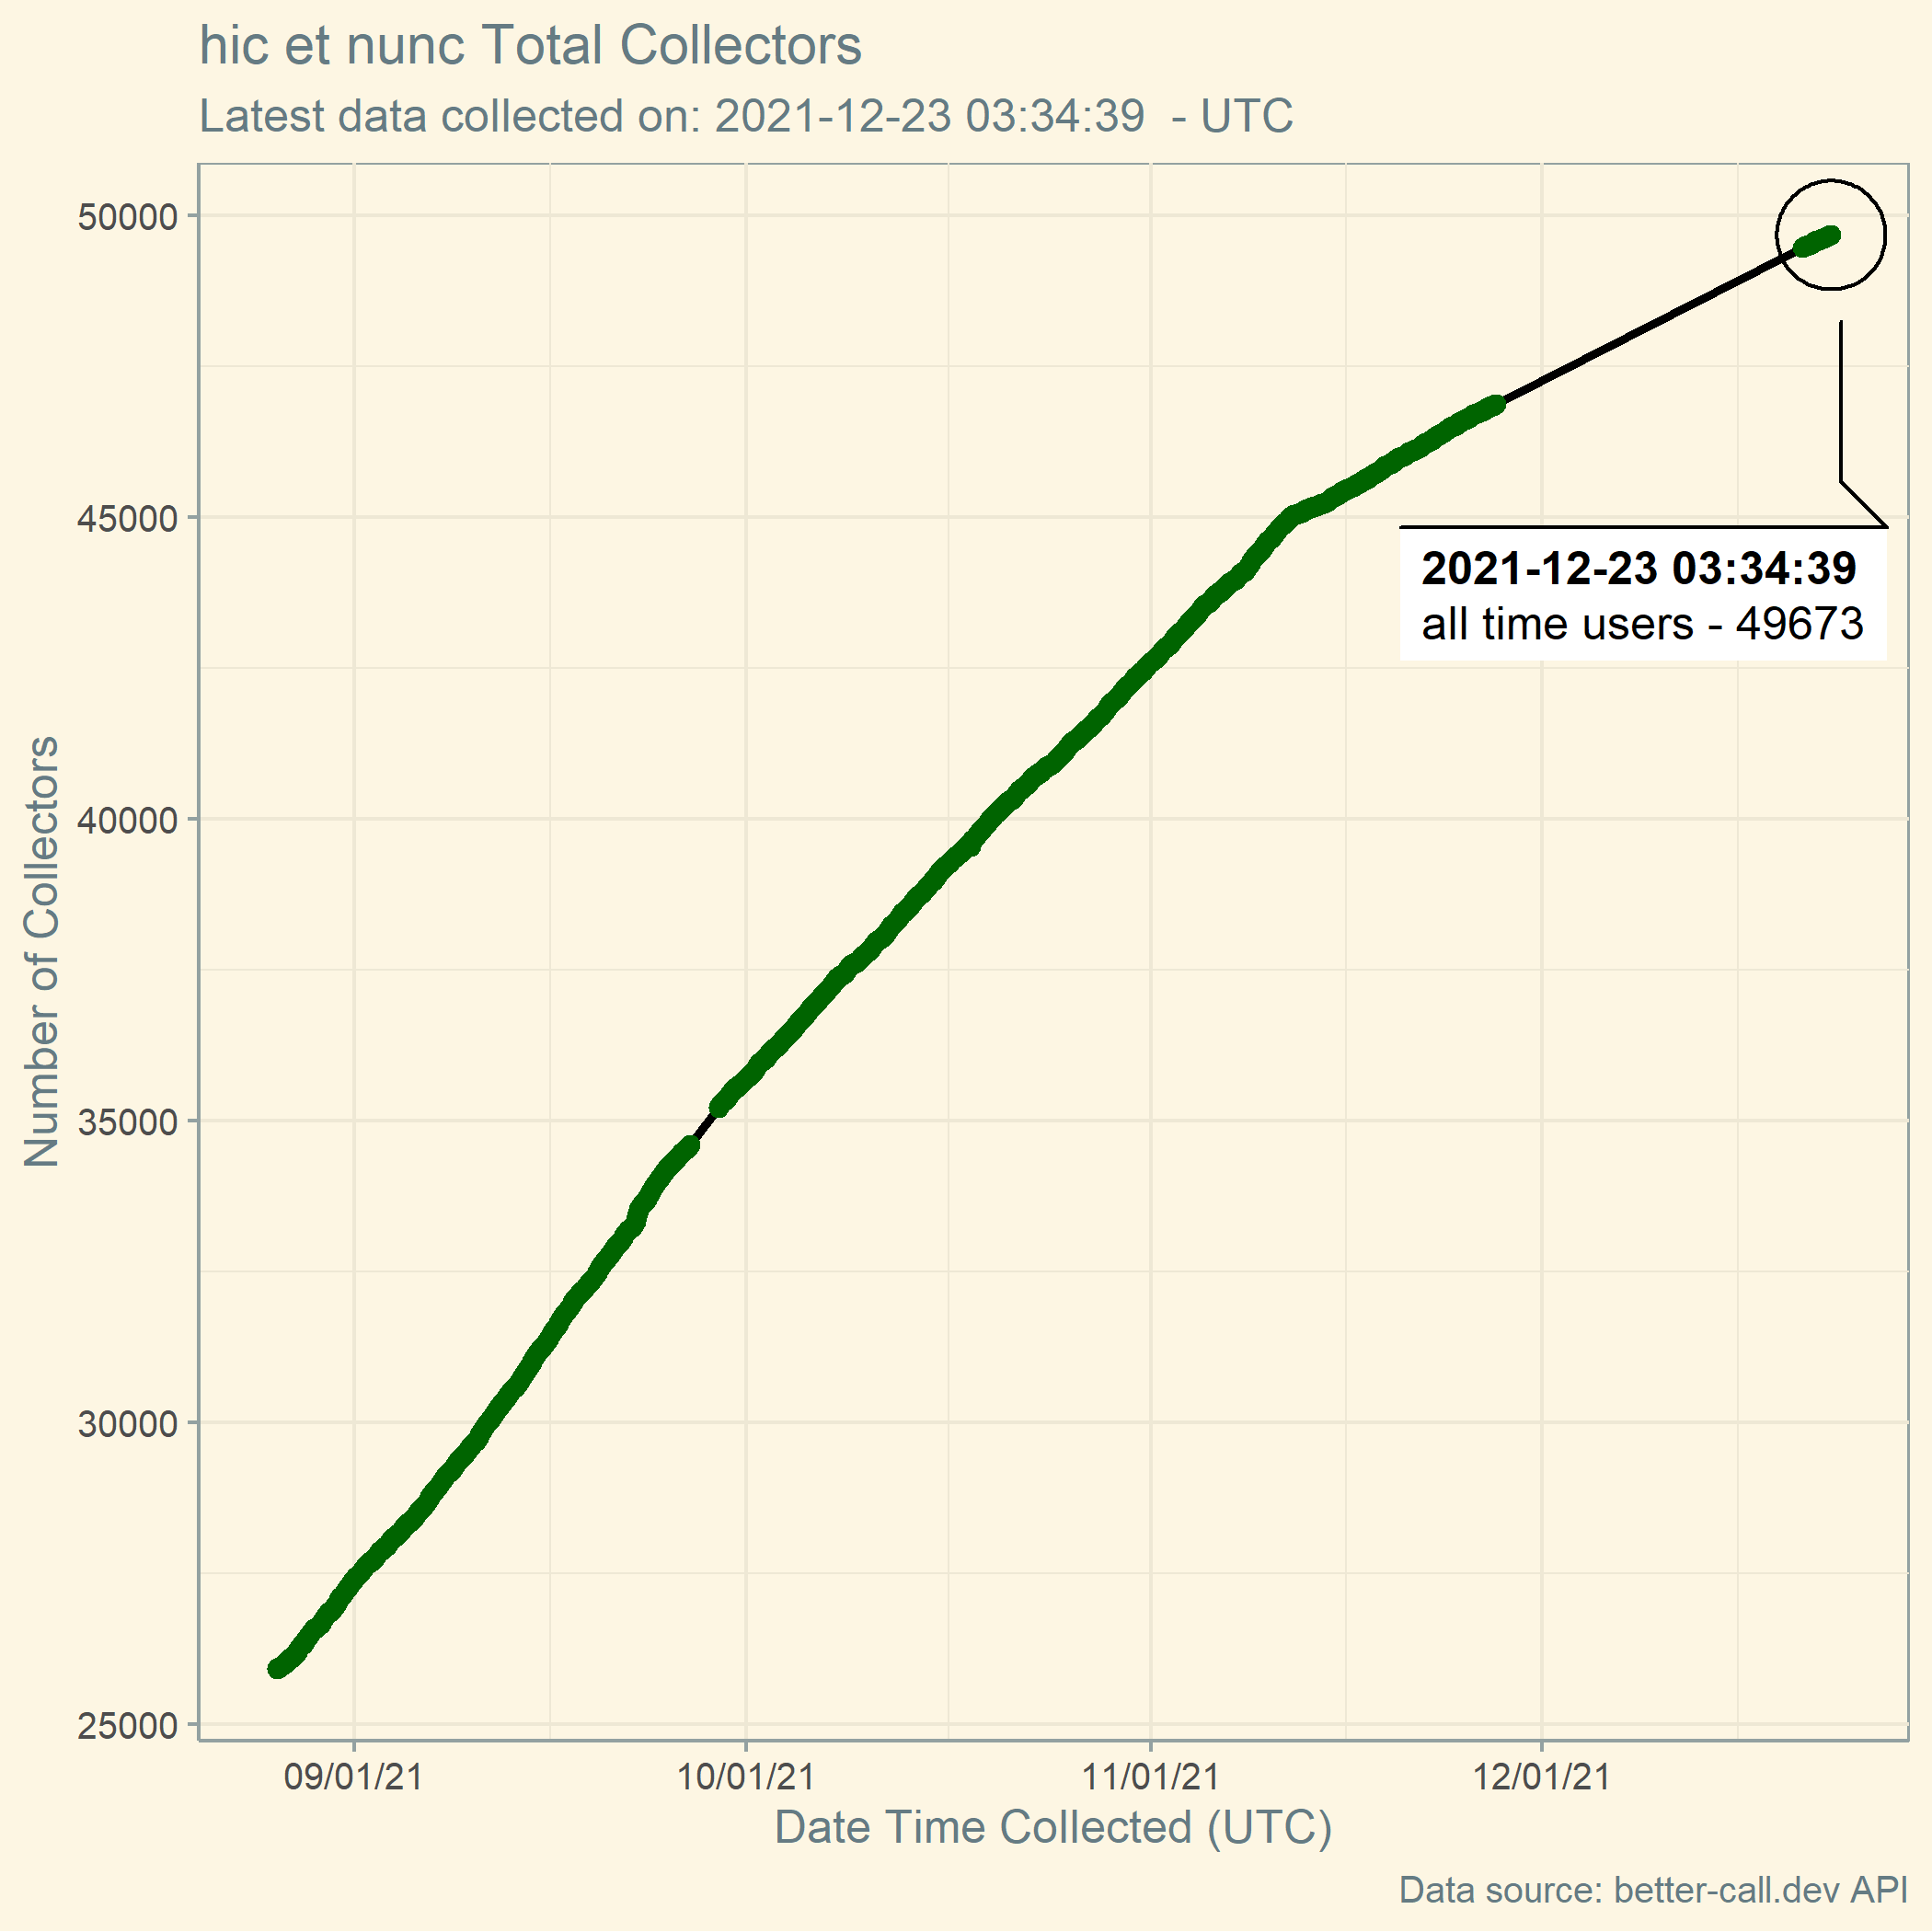 hic et nunc Total Collectors
Latest data collected on: 2021-12-23 03:34:39  - UTC
50000
45000
40000
35000
30000
25000
Number of Collectors
2021-12-23 03:34:39
all time users - 49673
09/01/21
10/01/21
11/01/21
12/01/21
Date Time Collected (UTC)
Data source: better-call.dev API